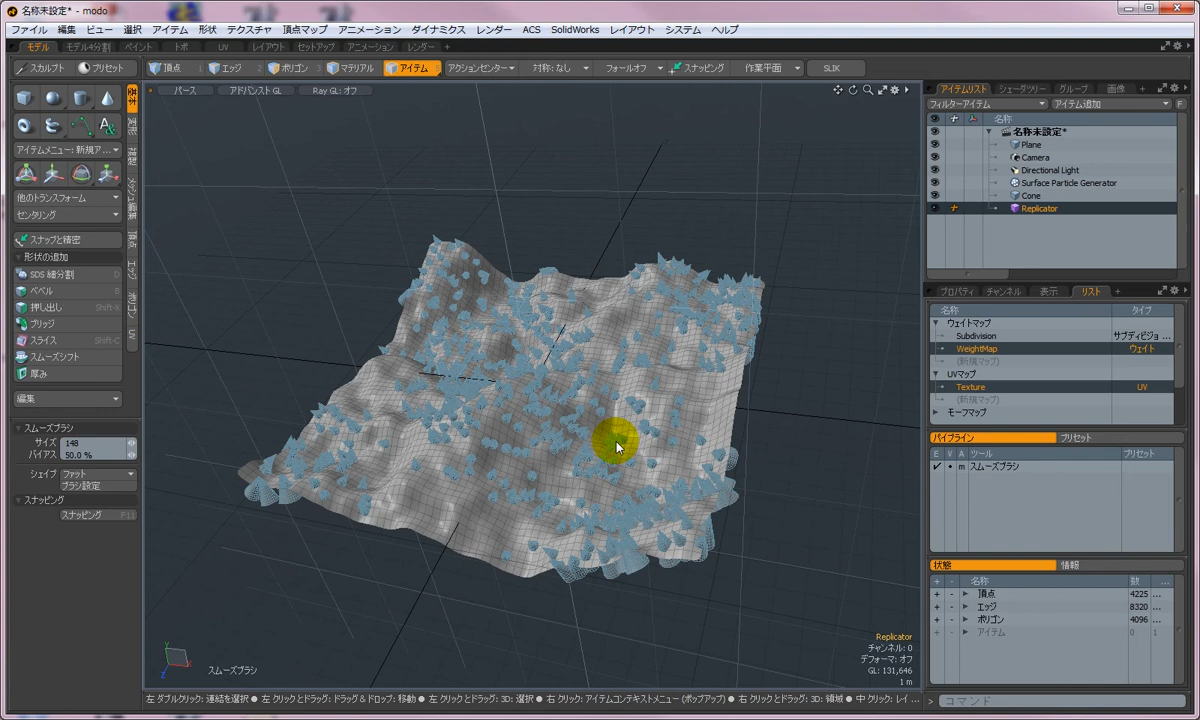 名称未設定* - modo
ファイル 編集 ビュー 選択 アイテム 形状 テクスチャ 頂点マップ アニメーション ダイナミクス レンダー ACS SolidWorks レイアウト システム ヘルプ
モデル モデル4分割 ペイント トポ UV レイアウト セットアップ アニメーション レンダー +
スカルプト プリセット 頂点 1 エッジ 2 ポリゴン 3 マテリアル 4 アイテム 5 アクションセンター 対称: なし フォールオフ スナッピング 作業平面 SLIK
パース アドバンスト GL Ray GL: オフ
基本
変形
複製
メッシュ編集
頂点
エッジ
ポリゴン
UV
アイテムメニュー: 新規ア...
他のトランスフォーム
センタリング
スナップと精密
形状の追加
SDS 細分割 D
ベベル B
押し出し Shift-X
ブリッジ
スライス Shift-C
スムーズシフト
厚み
編集
スムーズブラシ
サイズ 148
バイアス 50.0 %
シェイプ ファット
ブラシ設定
スナッピング
スナッピング F11
Replicator
チャンネル: 0
デフォーマ: オフ
GL: 131,646
1 m
Y
X
Z
スムーズブラシ
左 ダブルクリック: 連結を選択 ● 左 クリックとドラッグ: ドラッグ & ドロップ: 移動 ● 左 クリックとドラッグ: 3D: 選択 ● 右 クリック: アイテムコンテキストメニュー (ポップアップ) ● 右 クリックとドラッグ: 3D: 領域 ● 中 クリック: レイ ...
アイテムリスト シェーダツリー グループ 画像 +
フィルターアイテム アイテム追加 F
名称
名称未設定*
Plane
Camera
Directional Light
Surface Particle Generator
Cone
Replicator
プロパティ チャンネル 表示 リスト +
名称 タイプ
ウェイトマップ
Subdivision サブディビジョ ...
WeightMap ウェイト
(新規マップ)
UVマップ
Texture UV
(新規マップ)
モーフマップ
パイプライン プリセット
E V A ツール プリセット
m スムーズブラシ
状態 情報
+ - 名称 数 ...
+ - 頂点 4225 ...
+ - エッジ 8320 ...
+ - ポリゴン 4096 ...
+ - アイテム 0 1
> コマンド